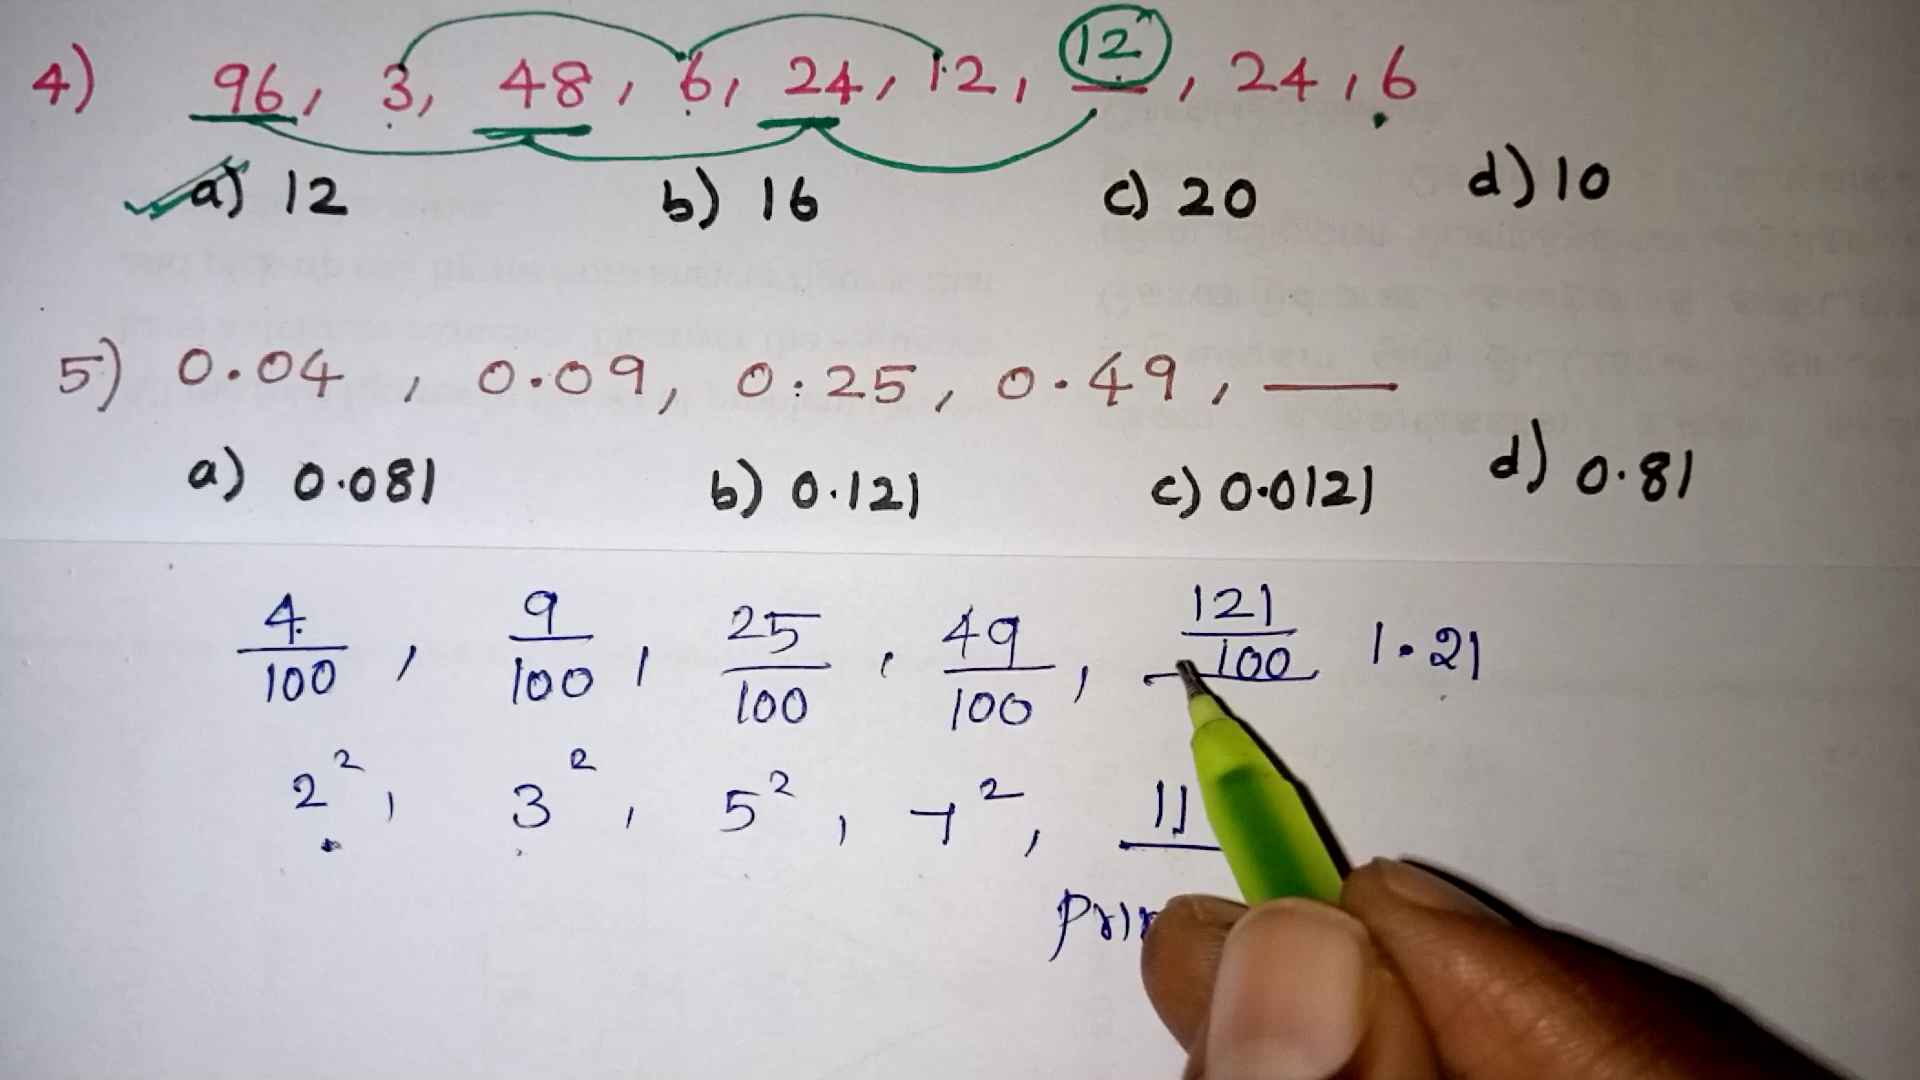 4) 96, 3, 48, 6, 24, 12, 12, 24, 6
a) 12 b) 16 c) 20 d) 10
5) 0.04, 0.09, 0.25, 0.49, ___
a) 0.081 b) 0.121 c) 0.0121 d) 0.81
4/100, 9/100, 25/100, 49/100, 121/100 1.21
2², 3², 5², 7², 11